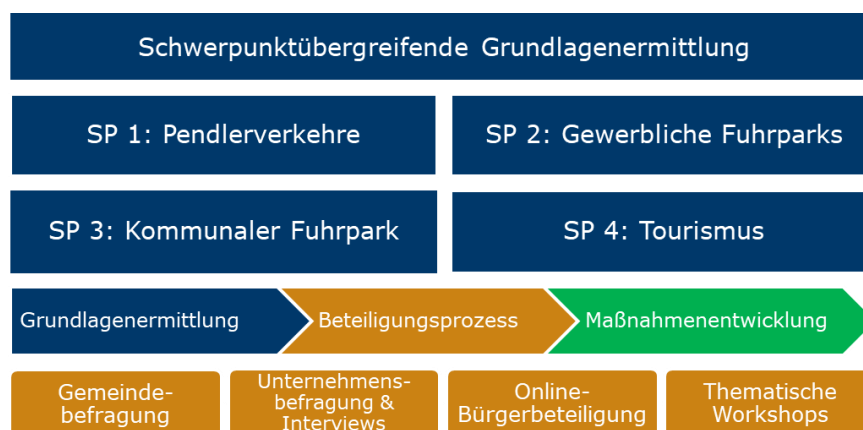 Schwerpunktübergreifende Grundlagenermittlung
SP 1: Pendlerverkehre
SP 2: Gewerbliche Fuhrparks
SP 3: Kommunaler Fuhrpark
SP 4: Tourismus
Grundlagenermittlung
Beteiligungsprozess
Maßnahmenentwicklung
Gemeinde-
befragung
Unternehmens-
befragung &
Interviews
Online-
Bürgerbeteiligung
Thematische
Workshops